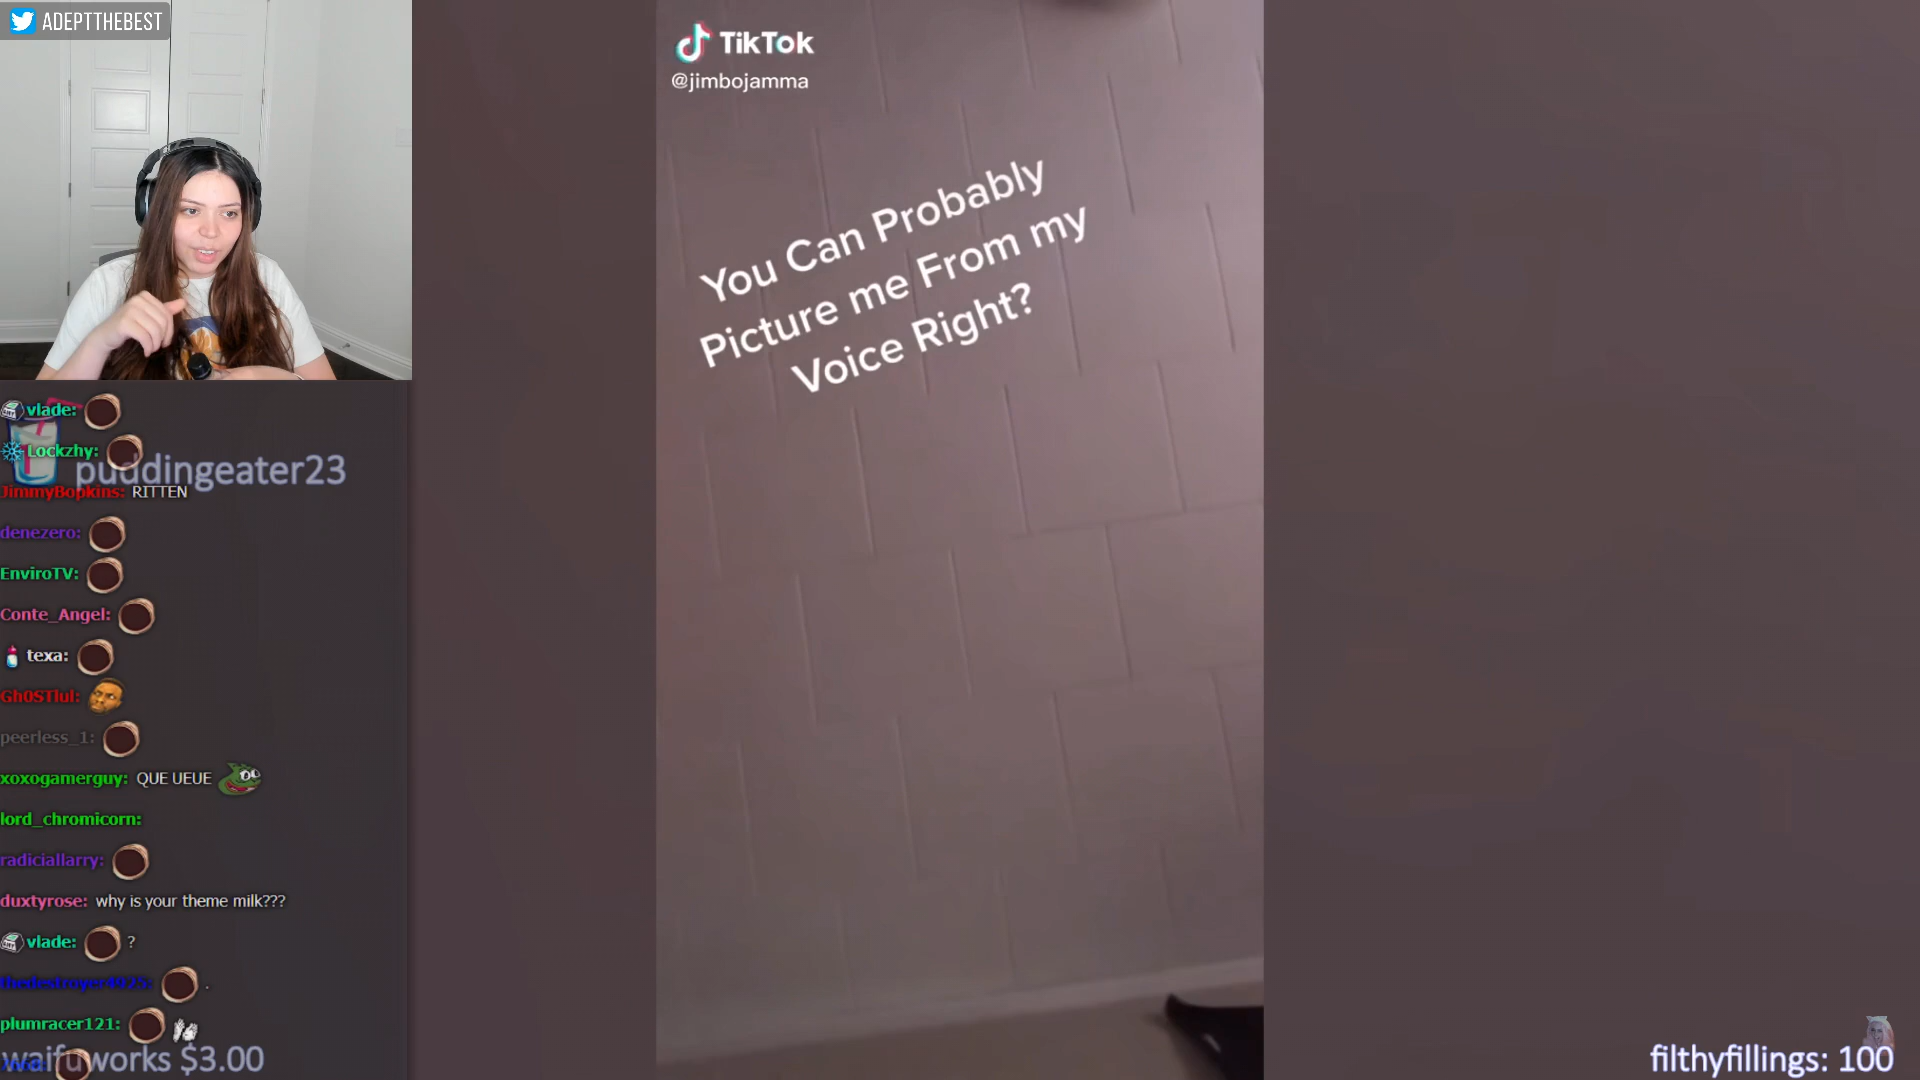 ADEPTTHEBEST
TikTok
@jimbojamma
You Can Probably
Picture me From my
Voice Right?
vlade:
Lockzhy:
puddingeater23
JimmyBopkins: RITTEN
denezero:
EnviroTV:
Conte_Angel:
texa:
Gh0STlul:
peerless_1:
xoxogamerguy: QUE UEUE
lord_chromicorn:
radiciallarry:
duxtyrose: why is your theme milk???
vlade: ?
thedestroyer4025: .
plumracer121:
waifuworks $3.00
filthyfillings: 100